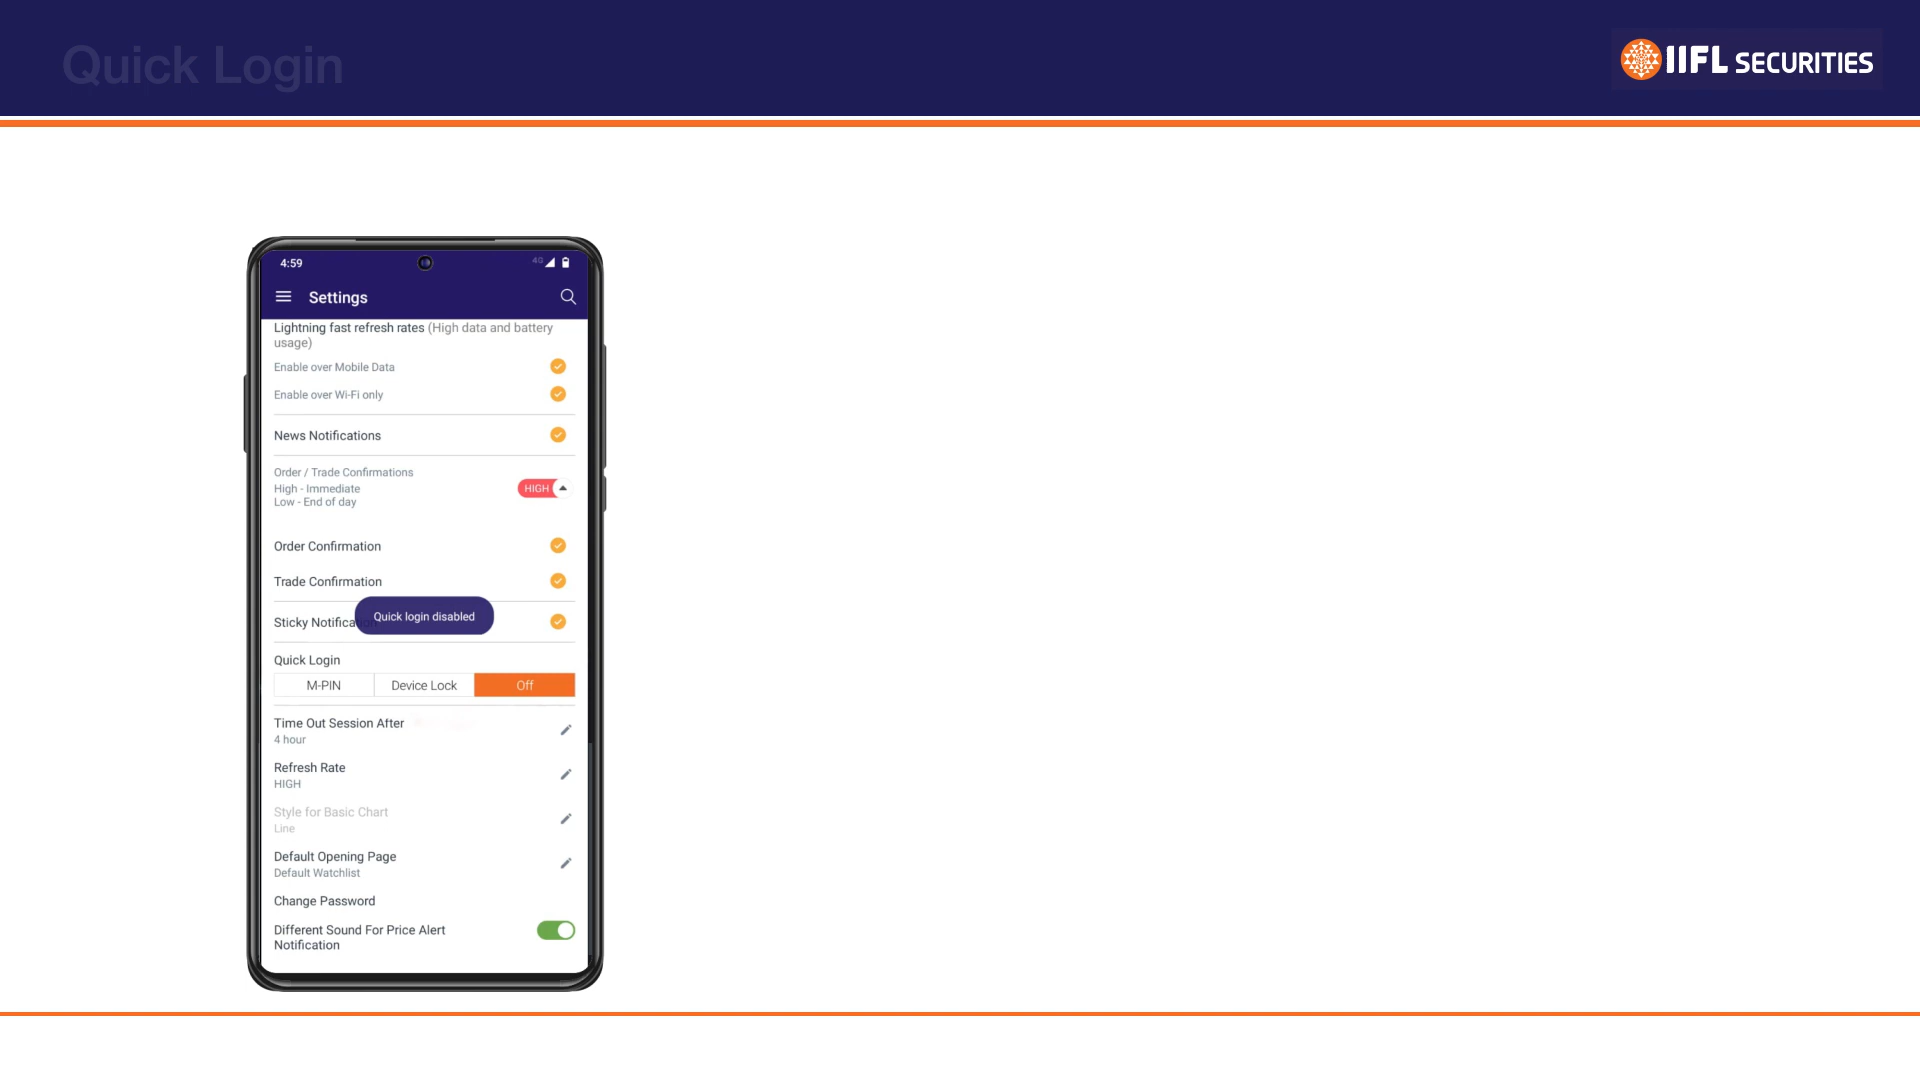 Quick Login
IIFL SECURITIES
4:59
4G
Settings
Lightning fast refresh rates (High data and battery
usage)
Enable over Mobile Data
Enable over Wi-Fi only
News Notifications
Order / Trade Confirmations
High - Immediate
HIGH
Low - End of day
Order Confirmation
Trade Confirmation
Quick login disabled
Sticky Notifica
Quick Login
M-PIN
Device Lock
Off
Time Out Session After
4 hour
Refresh Rate
HIGH
Style for Basic Chart
Line
Default Opening Page
Default Watchlist
Change Password
Different Sound For Price Alert
Notification